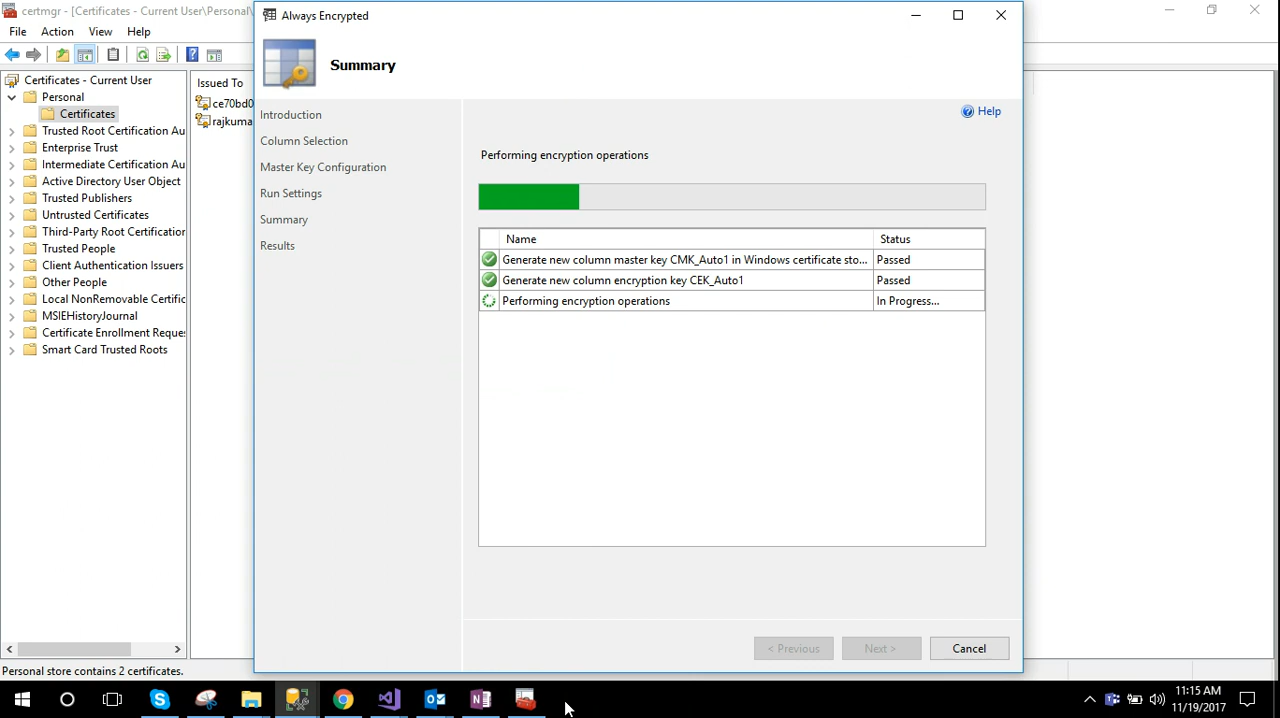 certmgr - [Certificates - Current User\Personal\
File Action View Help
Certificates - Current User
Personal
Certificates
Trusted Root Certification Au
Enterprise Trust
Intermediate Certification Au
Active Directory User Object
Trusted Publishers
Untrusted Certificates
Third-Party Root Certification
Trusted People
Client Authentication Issuers
Other People
Local NonRemovable Certific
MSIEHistoryJournal
Certificate Enrollment Reque
Smart Card Trusted Roots
Issued To
ce70bd0
rajkuma
Personal store contains 2 certificates.
Always Encrypted
Summary
Introduction
Column Selection
Master Key Configuration
Run Settings
Summary
Results
Help
Performing encryption operations
Name Status
Generate new column master key CMK_Auto1 in Windows certificate sto... Passed
Generate new column encryption key CEK_Auto1 Passed
Performing encryption operations In Progress...
< Previous Next > Cancel
11:15 AM
11/19/2017